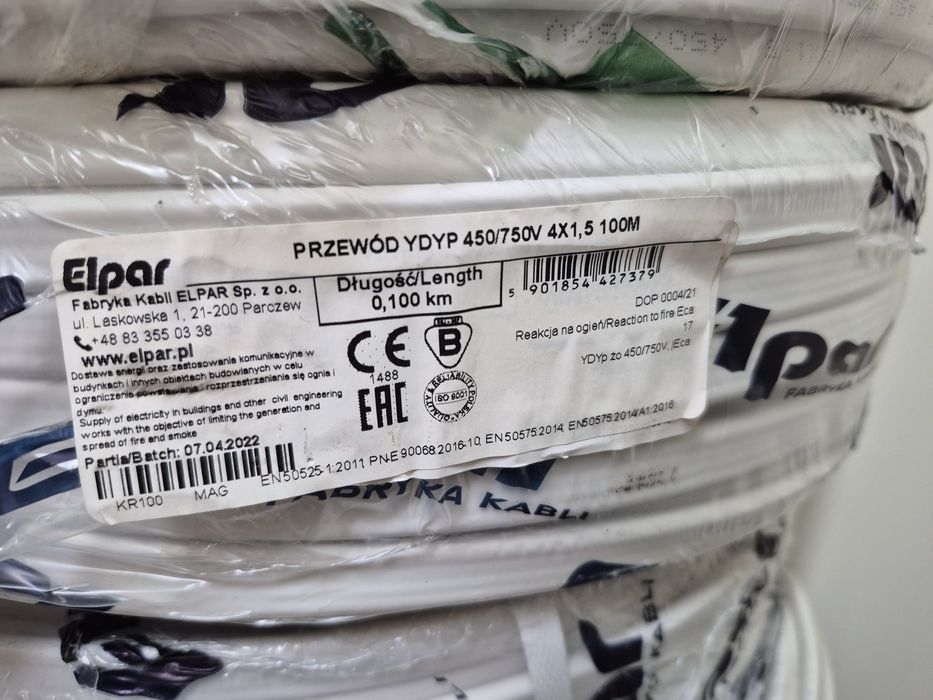 PRZEWÓD YDYP 450/750V 4X1,5 100M
Elpar
Fabryka Kabli ELPAR Sp. z o.o.
ul. Laskowska 1, 21-200 Parczew
+48 83 355 03 38
www.elpar.pl
Dostawa energii oraz zastosowanie komunikacyjne w
budynkach i innych obiektach budowlanych w celu
ograniczenie powstawania i rozprzestrzeniania się ognia i
dymu
Supply of electricity in buildings and other civil engineering
works with the objective of limiting the generation and
spread of fire and smoke
Partia/Batch: 07.04.2022
KR100 MAG
Długość/Length
0,100 km
CE
1488
B
EAC
ISO 9001
5 901854 427379
DOP 0004/21
Reakcja na ogień/Reaction to fire Eca
17
YDYp żo 450/750V, |Eca
EN50525-1:2011 PN-E 90068:2016-10, EN 50575:2014, EN50575:2014/A1:2016
FABRYKA KABLI